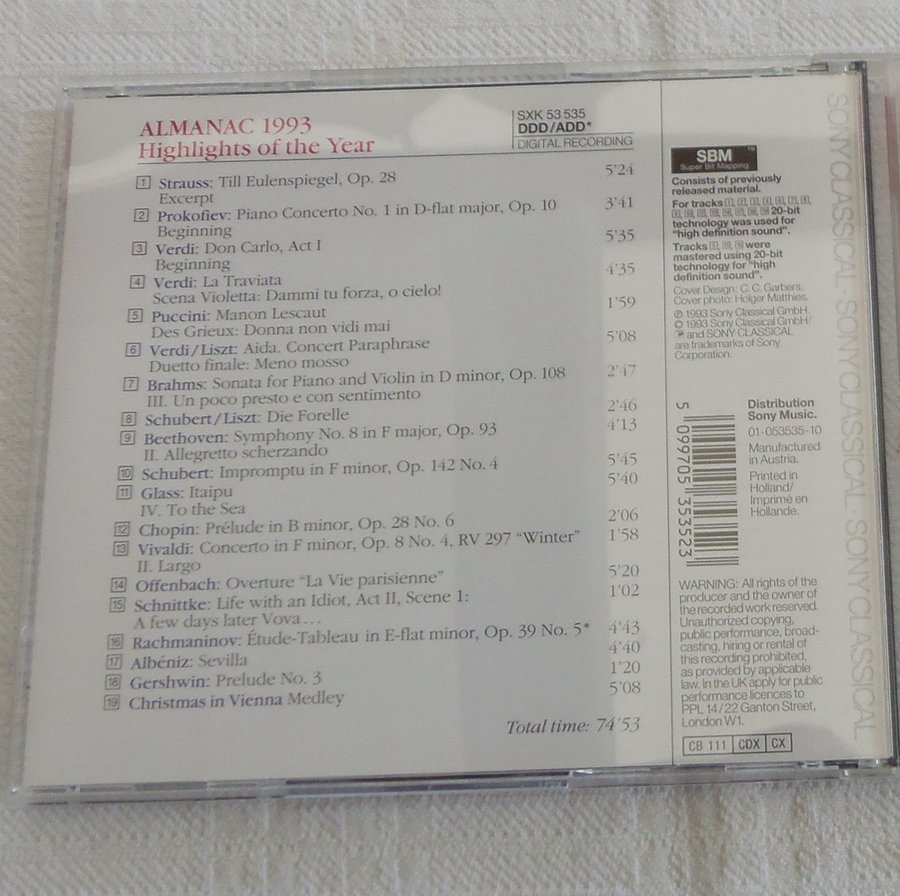 ALMANAC 1993
Highlights of the Year
SXK 53 535
DDD/ADD*
DIGITAL RECORDING
1 Strauss: Till Eulenspiegel, Op. 28 5'24
Excerpt
2 Prokofiev: Piano Concerto No. 1 in D-flat major, Op. 10 3'41
Beginning
3 Verdi: Don Carlo, Act I 5'35
Beginning
4 Verdi: La Traviata 4'35
Scena Violetta: Dammi tu forza, o cielo!
5 Puccini: Manon Lescaut 1'59
Des Grieux: Donna non vidi mai
6 Verdi/Liszt: Aida. Concert Paraphrase 5'08
Duetto finale: Meno mosso
7 Brahms: Sonata for Piano and Violin in D minor, Op. 108 2'47
III. Un poco presto e con sentimento
8 Schubert/Liszt: Die Forelle 2'46
9 Beethoven: Symphony No. 8 in F major, Op. 93 4'13
II. Allegretto scherzando
10 Schubert: Impromptu in F minor, Op. 142 No. 4 5'45
11 Glass: Itaipu 5'40
IV. To the Sea
12 Chopin: Prélude in B minor, Op. 28 No. 6 2'06
13 Vivaldi: Concerto in F minor, Op. 8 No. 4, RV 297 "Winter" 1'58
II. Largo
14 Offenbach: Overture "La Vie parisienne" 5'20
15 Schnittke: Life with an Idiot, Act II, Scene 1: 1'02
A few days later Vova...
16 Rachmaninov: Étude-Tableau in E-flat minor, Op. 39 No. 5* 4'43
17 Albéniz: Sevilla 4'40
18 Gershwin: Prelude No. 3 1'20
19 Christmas in Vienna Medley 5'08
Total time: 74'53
SBM™
Super Bit Mapping
Consists of previously
released material.
For tracks
20-bit
technology was used for
"high definition sound".
Tracks were
mastered using 20-bit
technology for "high
definition sound".
Cover Design: C. C. Garbers.
Cover photo: Holger Matthies.
℗ 1993 Sony Classical GmbH.
© 1993 Sony Classical GmbH/
and SONY CLASSICAL
are trademarks of Sony
Corporation.
5 099705 353523
Distribution
Sony Music.
01-053535-10
Manufactured
in Austria.
Printed in
Holland/
Imprimé en
Hollande.
WARNING: All rights of the
producer and the owner of
the recorded work reserved.
Unauthorized copying,
public performance, broad-
casting, hiring or rental of
this recording prohibited,
as provided by applicable
law. In the UK apply for public
performance licences to
PPL 14/22 Ganton Street,
London W1.
CB 111 CDX CX
SONY CLASSICAL · SONY CLASSICAL · SONY CLASSICAL